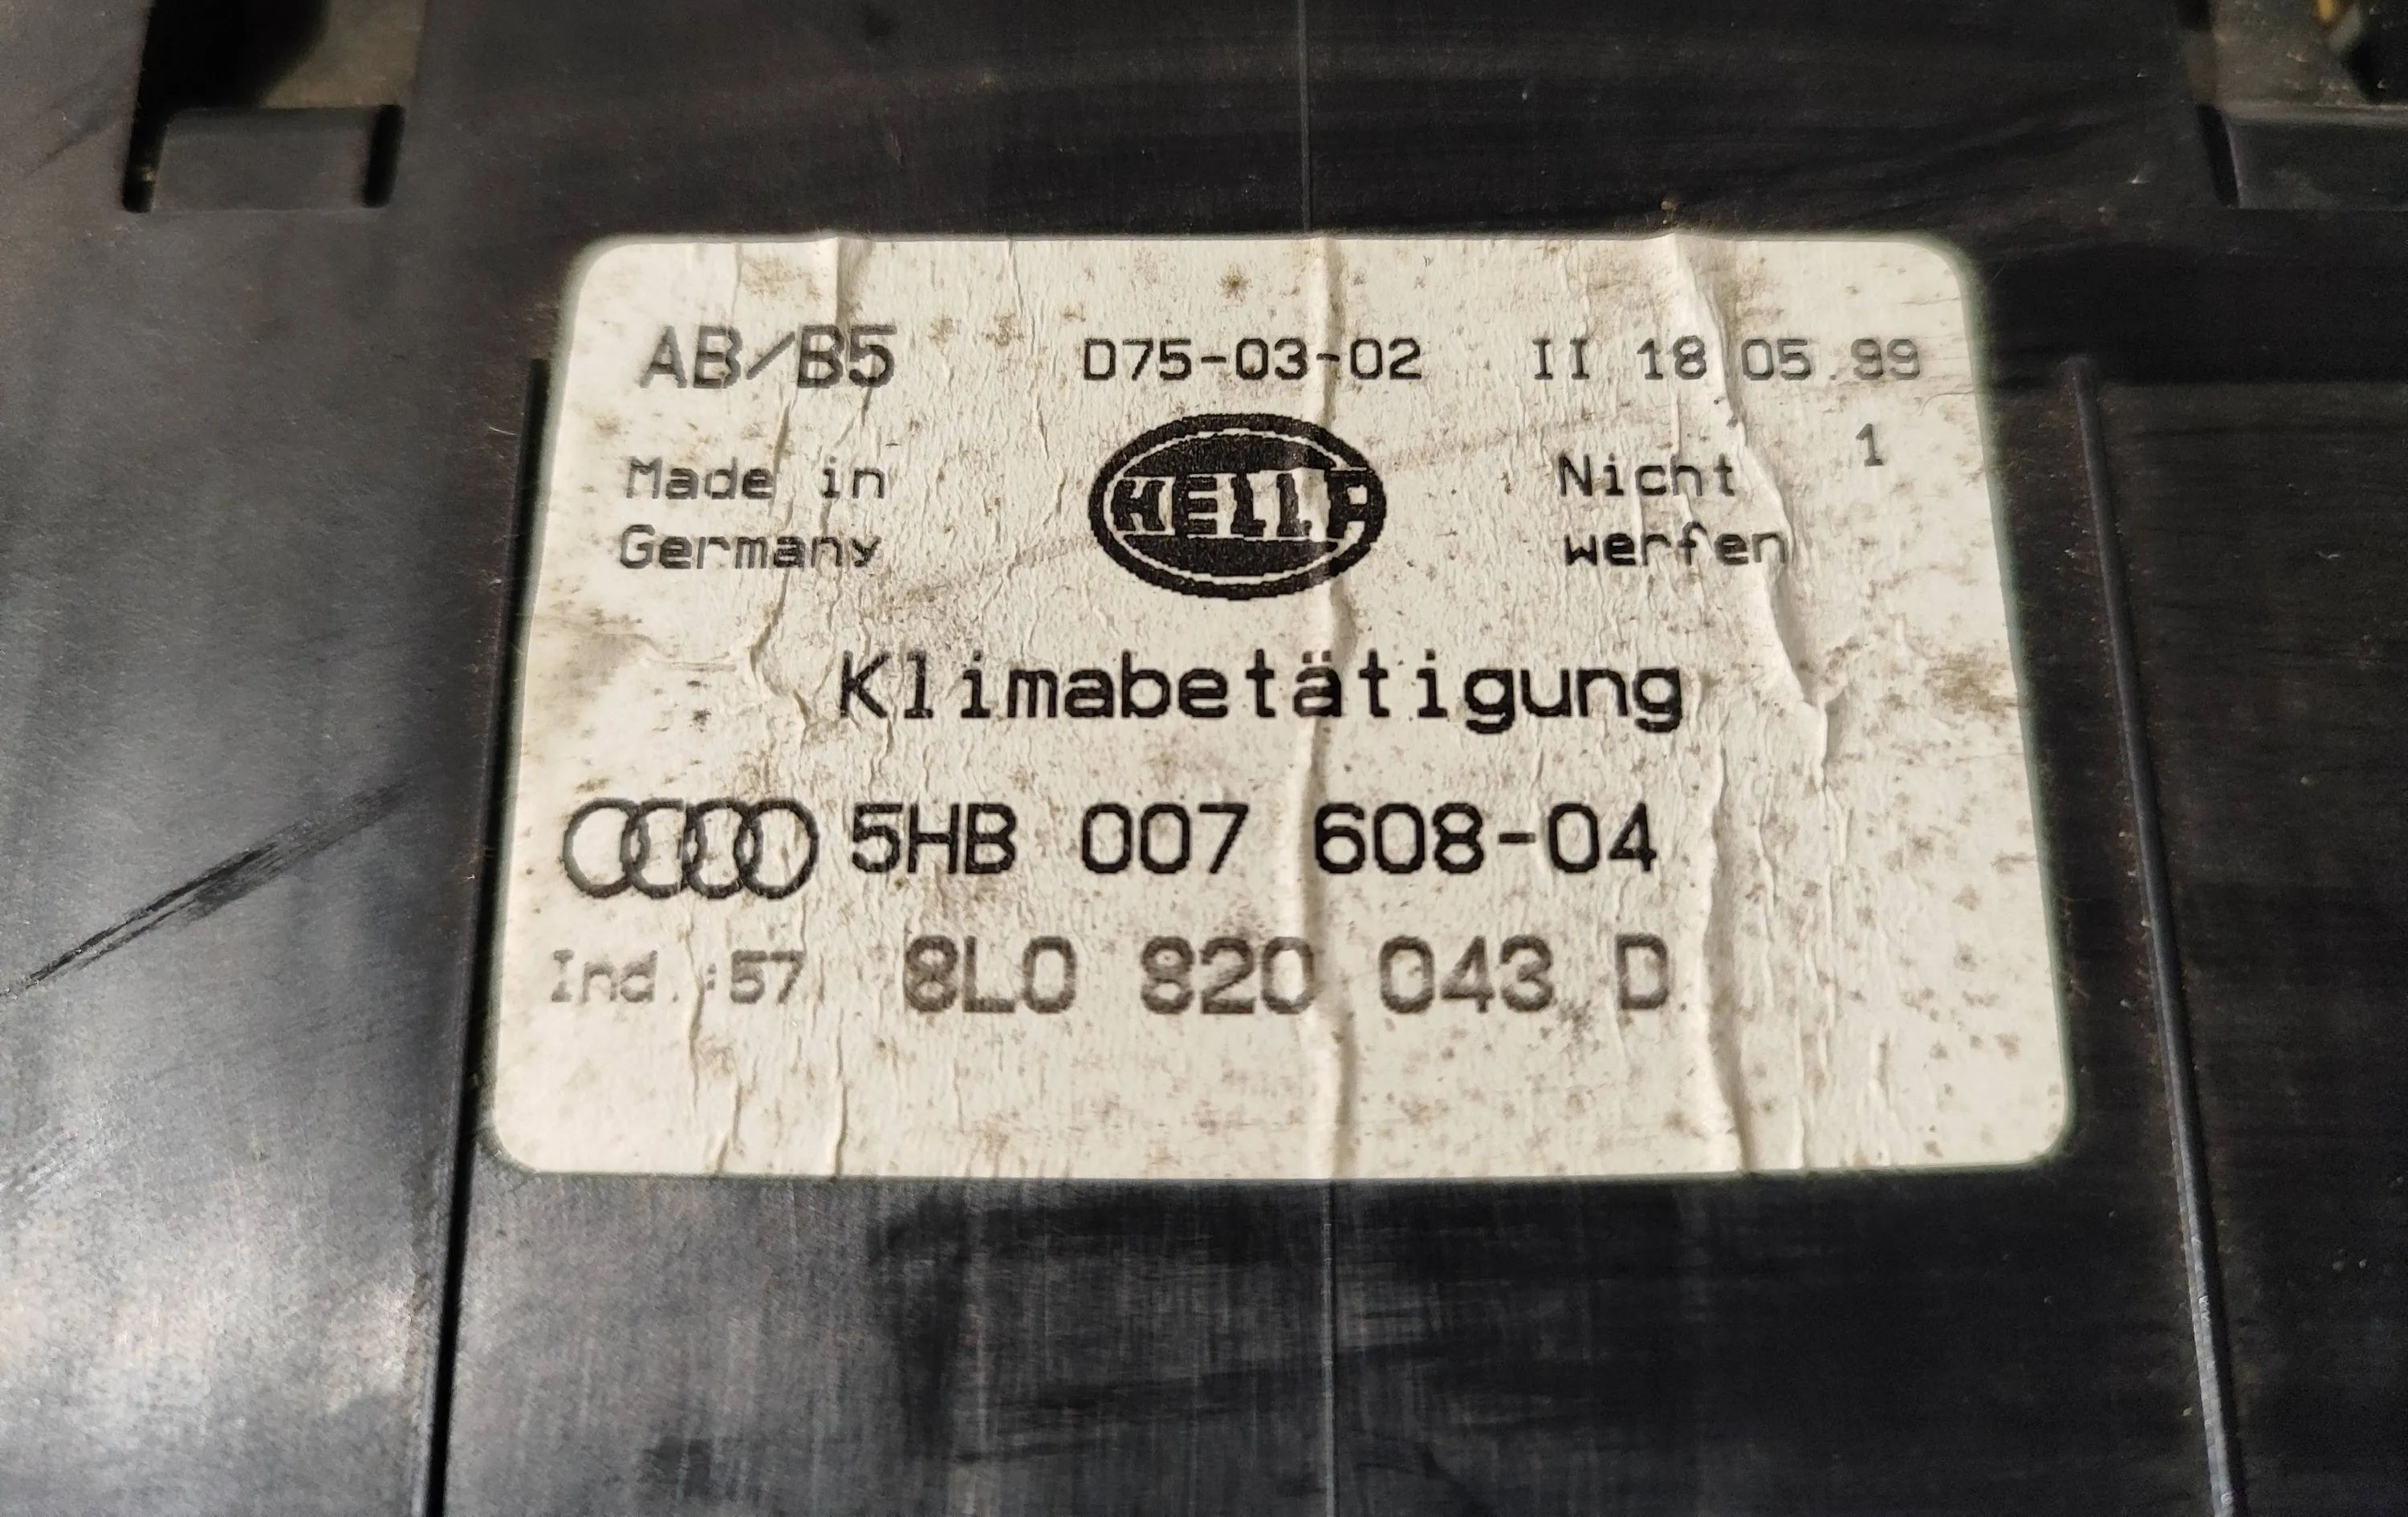 AB/B5 D75-03-02 II 18 05.99
1
Made in Nicht
HELLA
Germany werfen
Klimabetätigung
5HB 007 608-04
Ind.:57 8L0 820 043 D